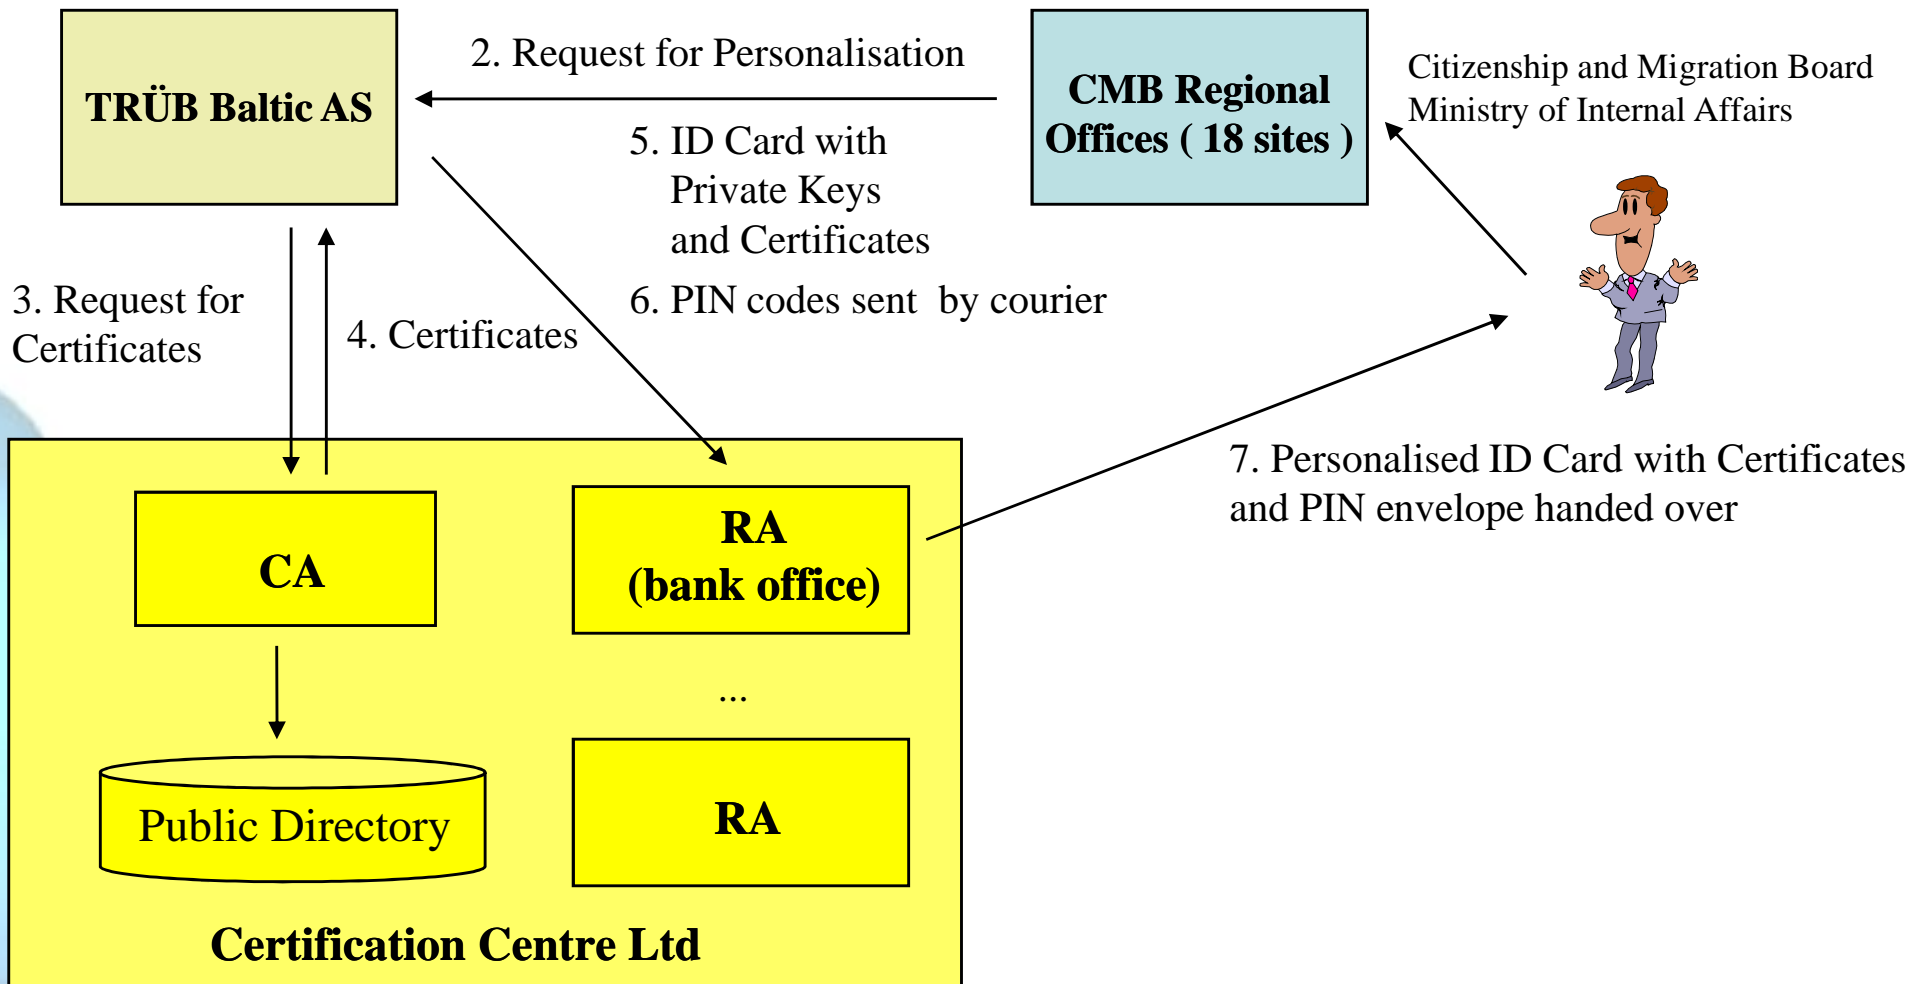 2. Request for Personalisation
TRÜB Baltic AS
CMB Regional
Offices ( 18 sites )
Citizenship and Migration Board
Ministry of Internal Affairs
5. ID Card with
Private Keys
and Certificates
6. PIN codes sent by courier
3. Request for
Certificates
4. Certificates
7. Personalised ID Card with Certificates
and PIN envelope handed over
CA
RA
(bank office)
...
Public Directory
RA
Certification Centre Ltd